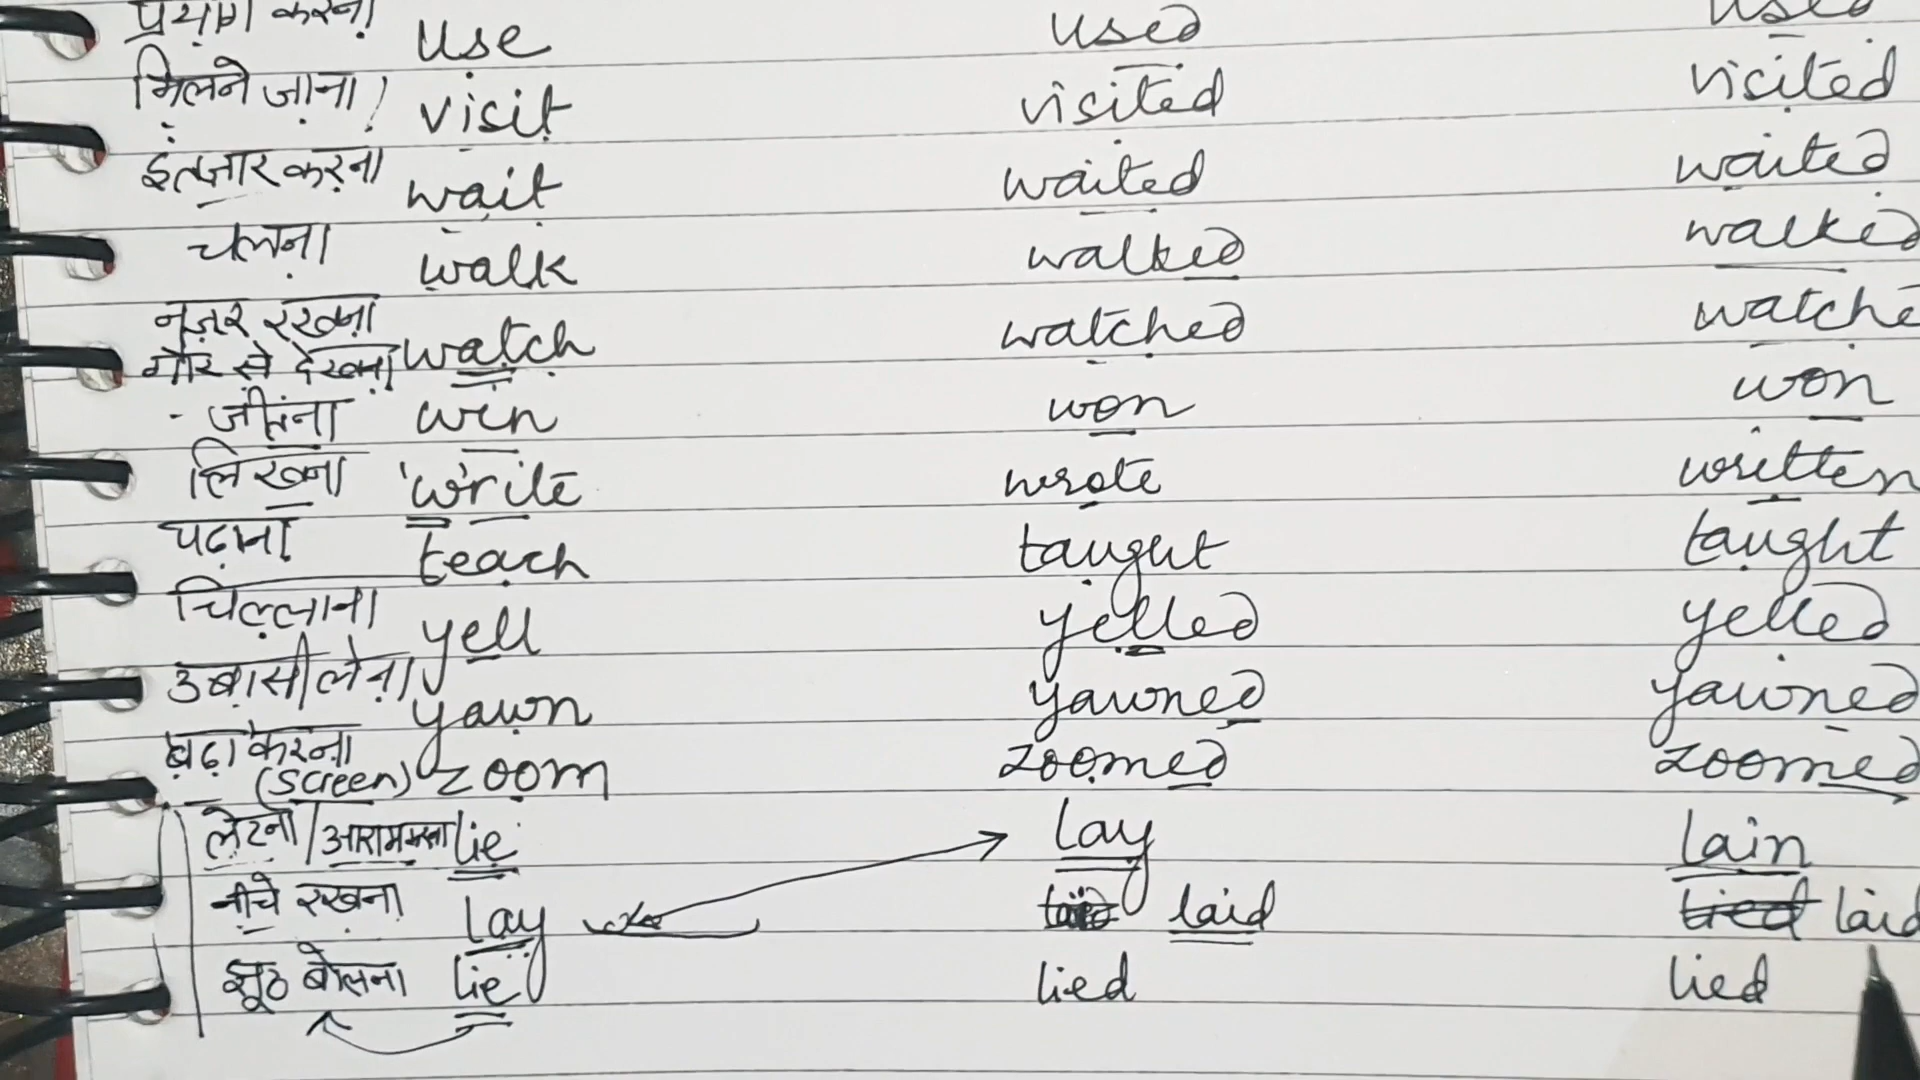 प्रयोग करना use used used
मिलने जाना / visit visited visited
इंतज़ार करना wait waited waited
चलना walk walked walked
नज़र रखना
गौर से देखना watch watched watche
- जीतना win won won
लिखना write wrote written
पढ़ाना teach taught taught
चिल्लाना yell yelled yelled
उबासी लेना yawn yawned yawned
बढ़ा करना
(screen) zoom zoomed zoomed
लेटना/आराम करना lie lay lain
नीचे रखना lay laid lied laid
झूठ बोलना lie lied lied